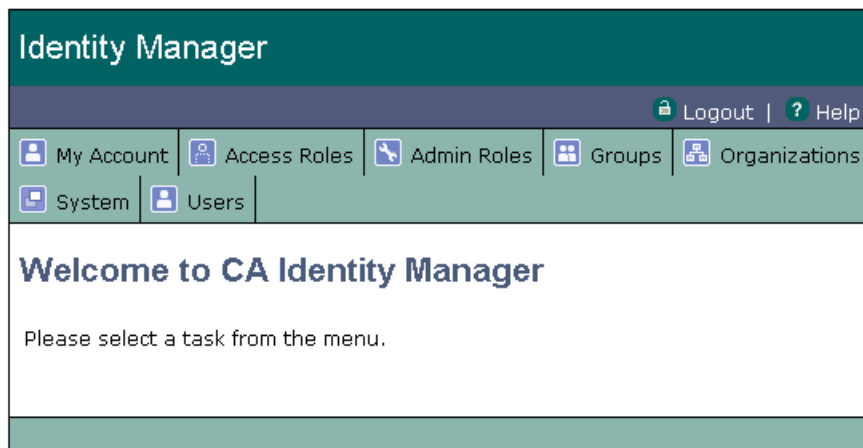 Identity Manager
Logout | ? Help
My Account Access Roles Admin Roles Groups Organizations
System Users
Welcome to CA Identity Manager
Please select a task from the menu.